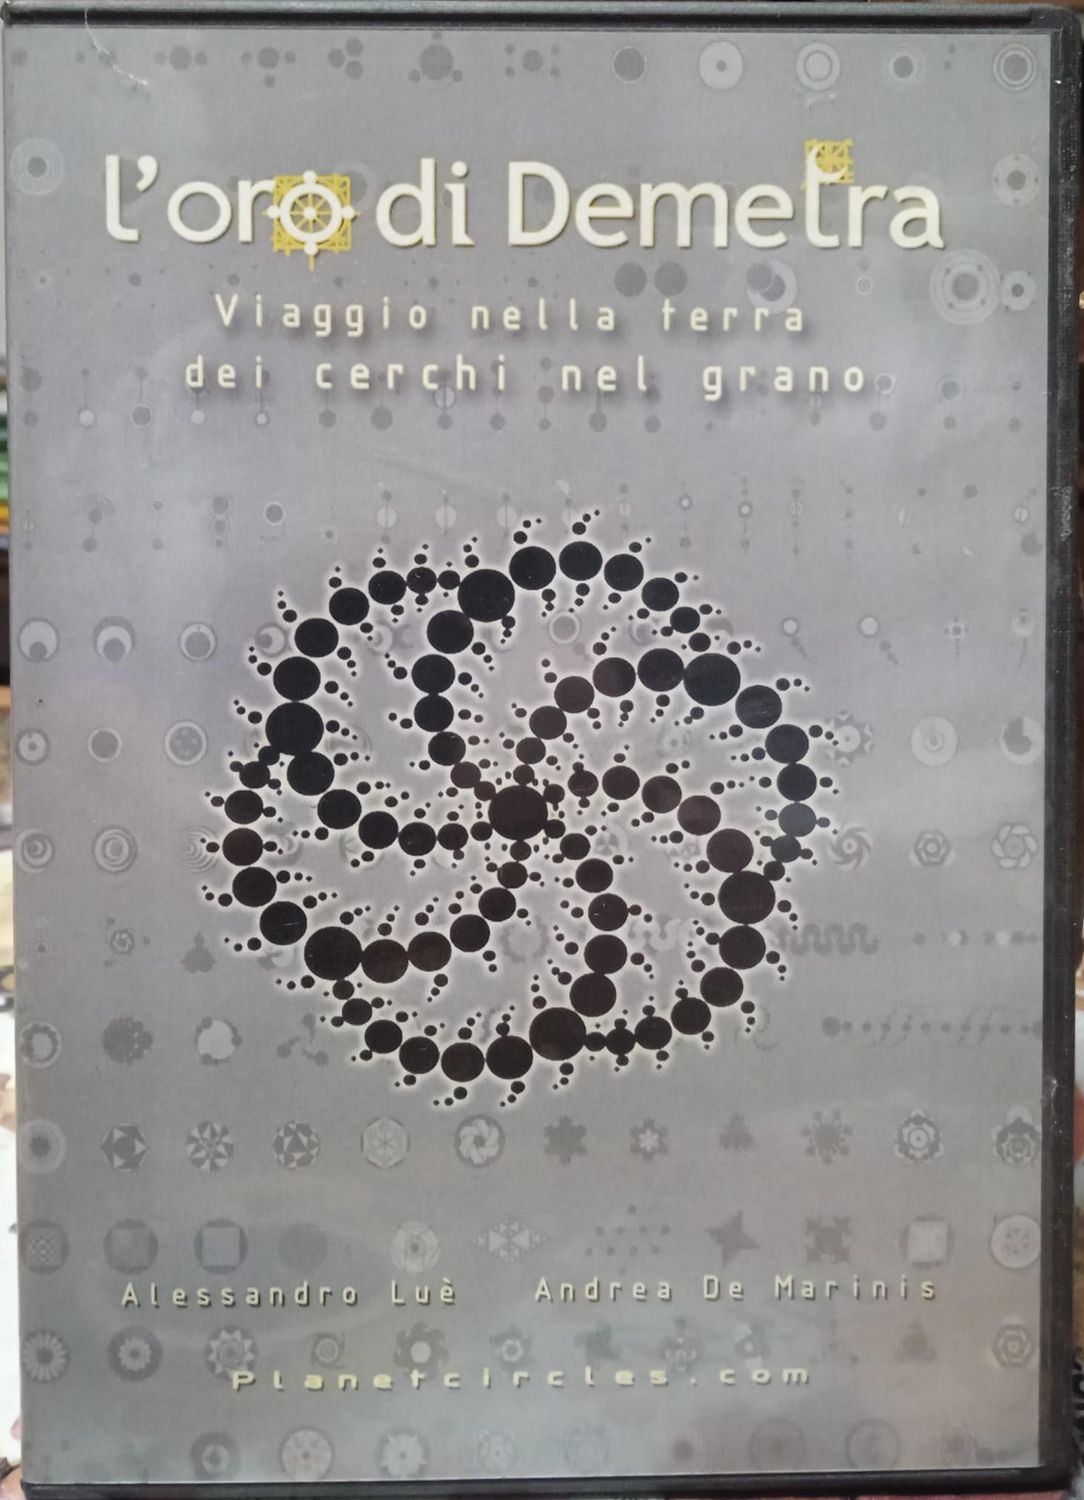 l'oro di Demetra
Viaggio nella terra
dei cerchi nel grano
Alessandro Luè Andrea De Marinis
Planetcircles.com